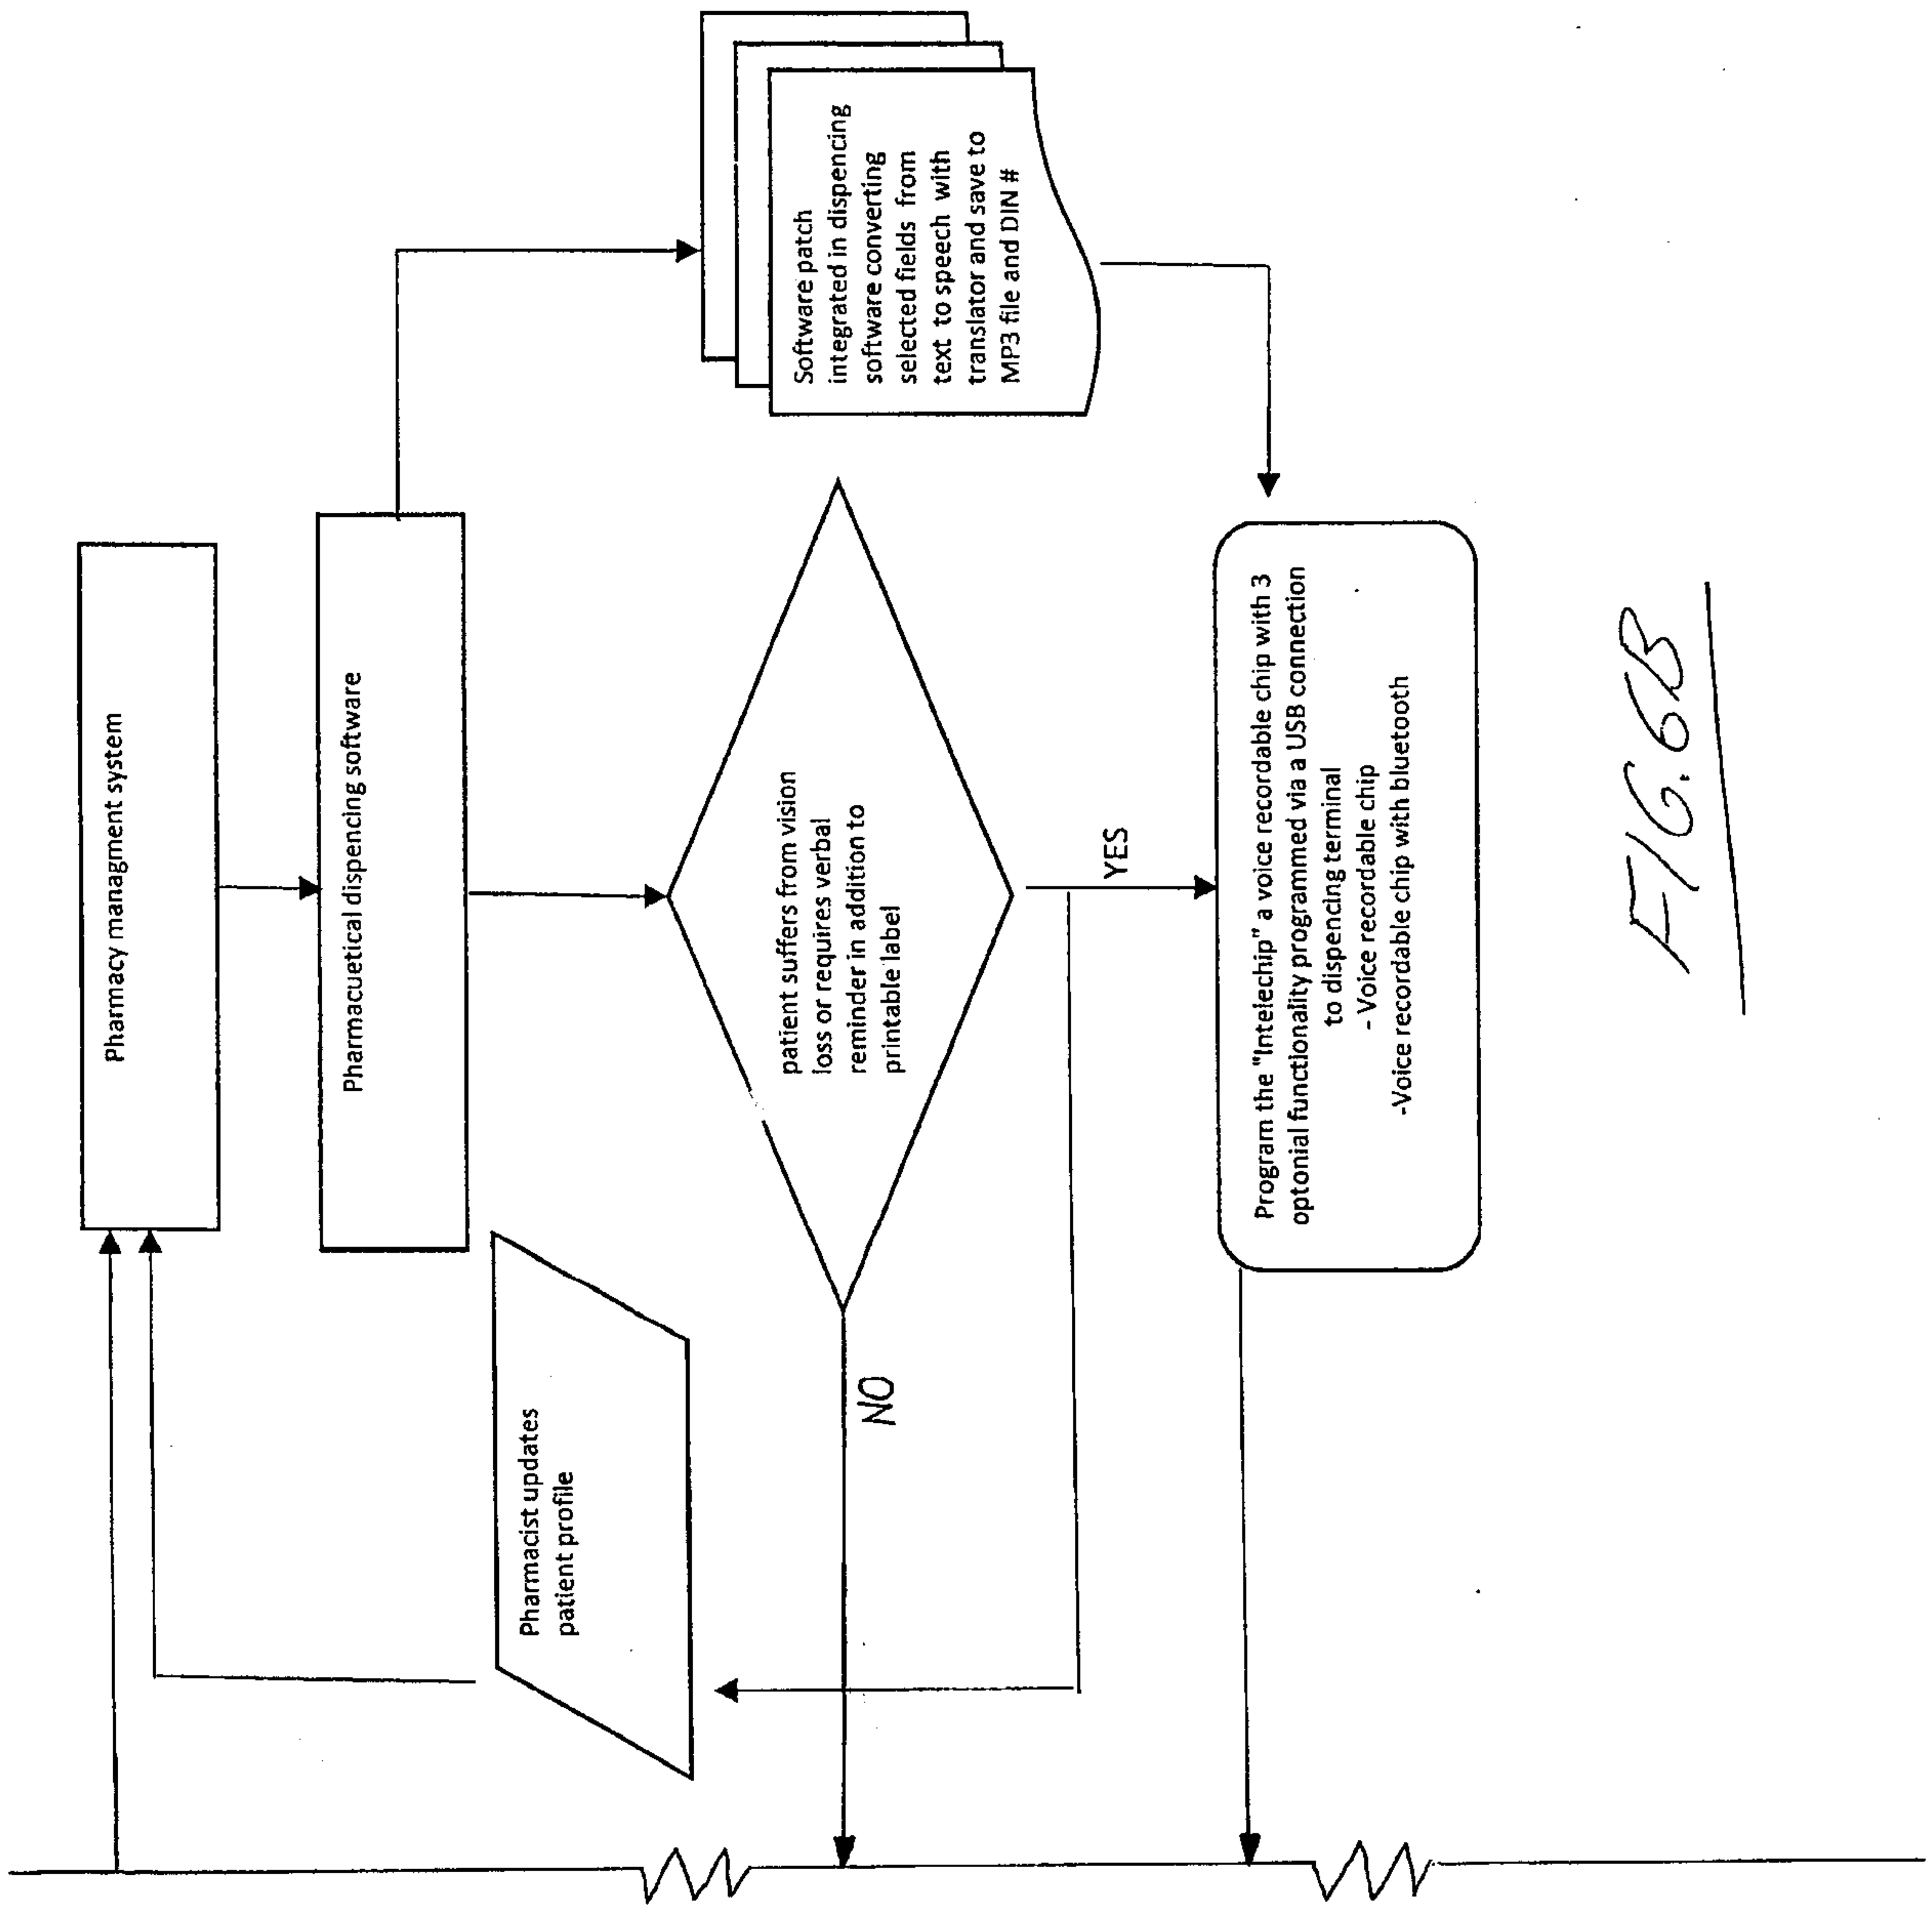 Pharmacy managment system
Pharmacuetical dispencing software
Software patch
integrated in dispencing
software converting
selected fields from
text to speech with
translator and save to
MP3 file and DIN #
Pharmacist updates
patient profile
patient suffers from vision
loss or requires verbal
reminder in addition to
printable label
NO
YES
Program the "Intelechip" a voice recordable chip with 3
optonial functionality programmed via a USB connection
to dispencing terminal
- Voice recordable chip
-Voice recordable chip with bluetooth
FIG.6B